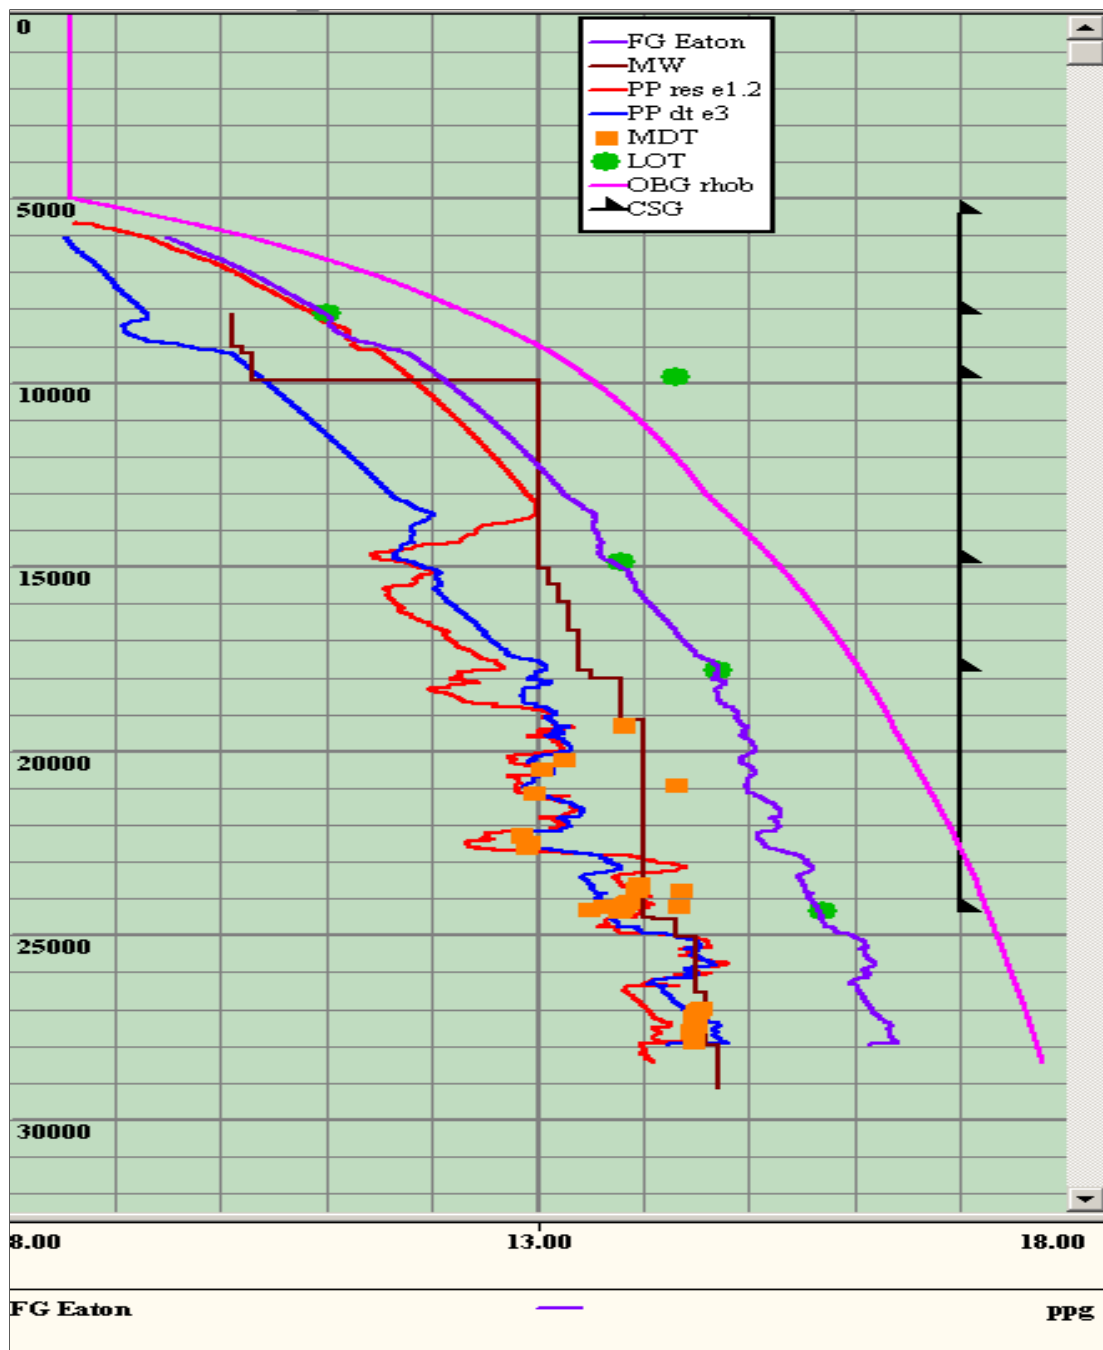 0
FG Eaton
MW
PP res e1.2
PP dt e3
MDT
LOT
OBG rhob
CSG
5000
10000
15000
20000
25000
30000
8.00 13.00 18.00
FG Eaton ppg